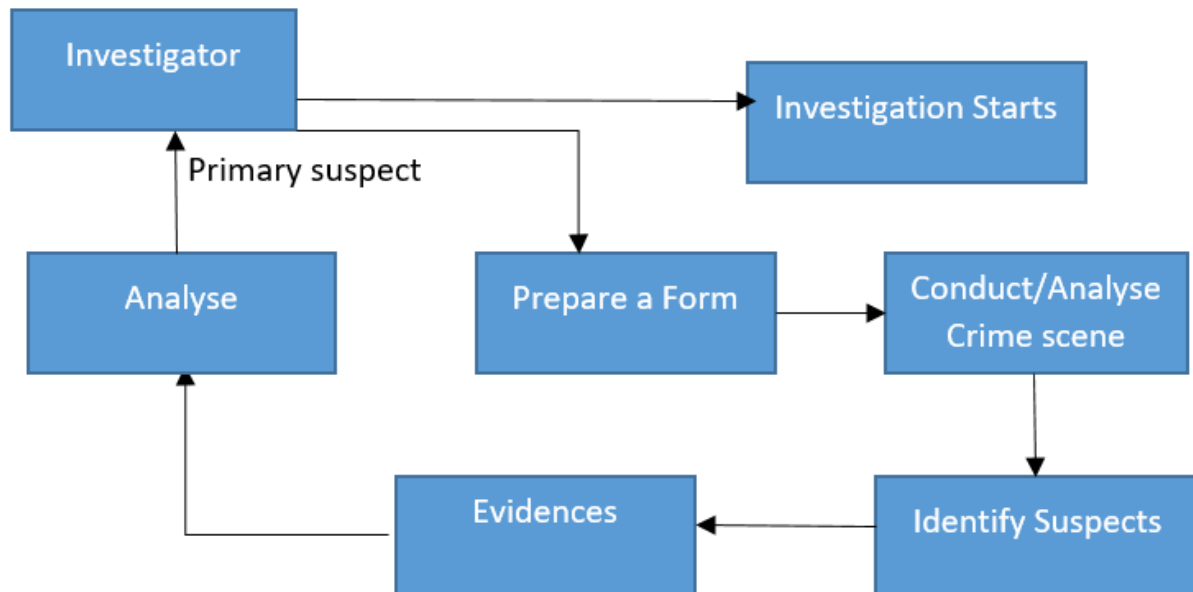 Investigator
Investigation Starts
Primary suspect
Analyse
Prepare a Form
Conduct/Analyse
Crime scene
Evidences
Identify Suspects